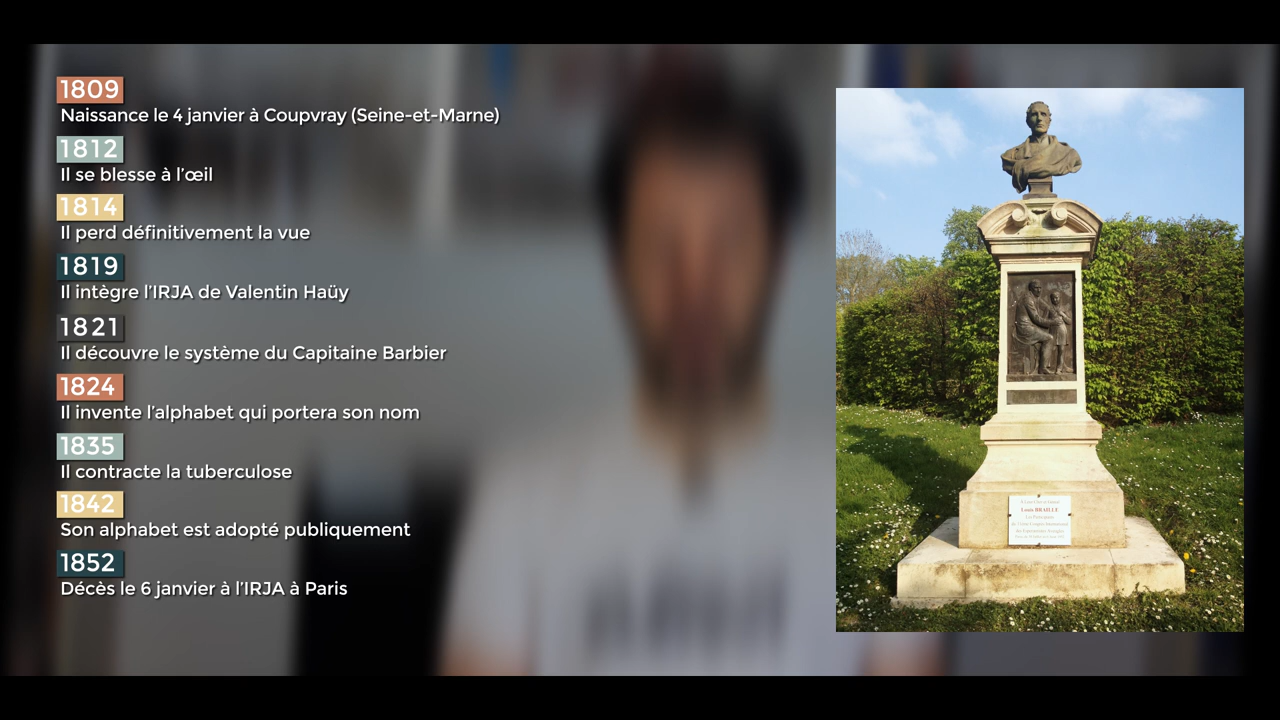 1809
Naissance le 4 janvier à Coupvray (Seine-et-Marne)
1812
Il se blesse à l'œil
1814
Il perd définitivement la vue
1819
Il intègre l'IRJA de Valentin Haüy
1821
Il découvre le système du Capitaine Barbier
1824
Il invente l'alphabet qui portera son nom
1835
Il contracte la tuberculose
1842
Son alphabet est adopté publiquement
1852
Décès le 6 janvier à l'IRJA à Paris
Louis BRAILLE